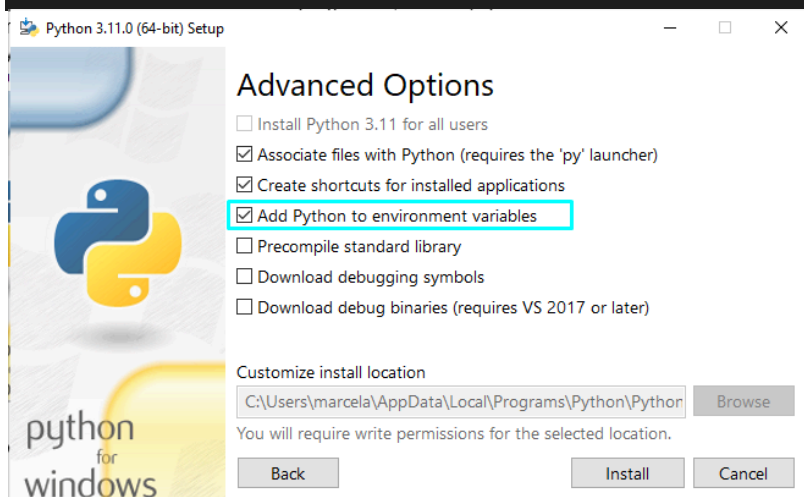 Python 3.11.0 (64-bit) Setup
Advanced Options
Install Python 3.11 for all users
Associate files with Python (requires the 'py' launcher)
Create shortcuts for installed applications
Add Python to environment variables
Precompile standard library
Download debugging symbols
Download debug binaries (requires VS 2017 or later)
Customize install location
C:\Users\marcela\AppData\Local\Programs\Python\Python
Browse
You will require write permissions for the selected location.
python
for
windows
Back
Install
Cancel